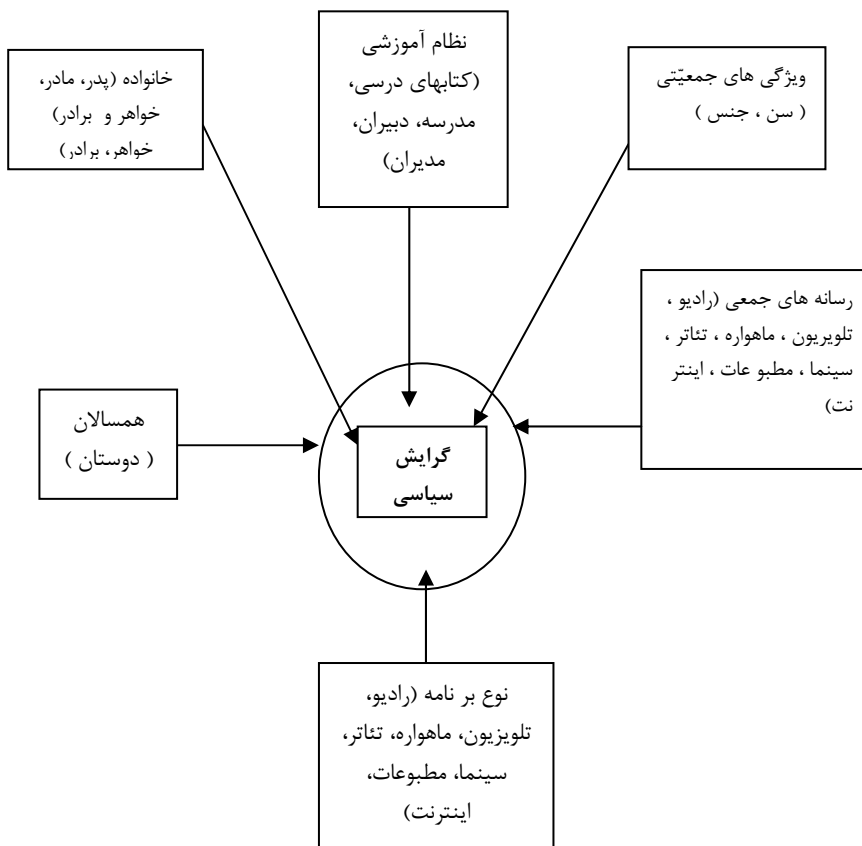 نظام آموزشی
(کتابهای درسی،
مدرسه، دبیران،
مدیران)
ویژگی های جمعیّتی
( سن ، جنس )
خانواده (پدر، مادر،
خواهر و برادر)
خواهر، برادر)
رسانه های جمعی (رادیو ،
تلویریون ، ماهواره ، تئاتر ،
سینما ، مطبو عات ، اینتر
نت)
همسالان
( دوستان )
گرایش
سیاسی
نوع بر نامه (رادیو،
تلویزیون، ماهواره، تئاتر،
سینما، مطبوعات،
اینترنت)